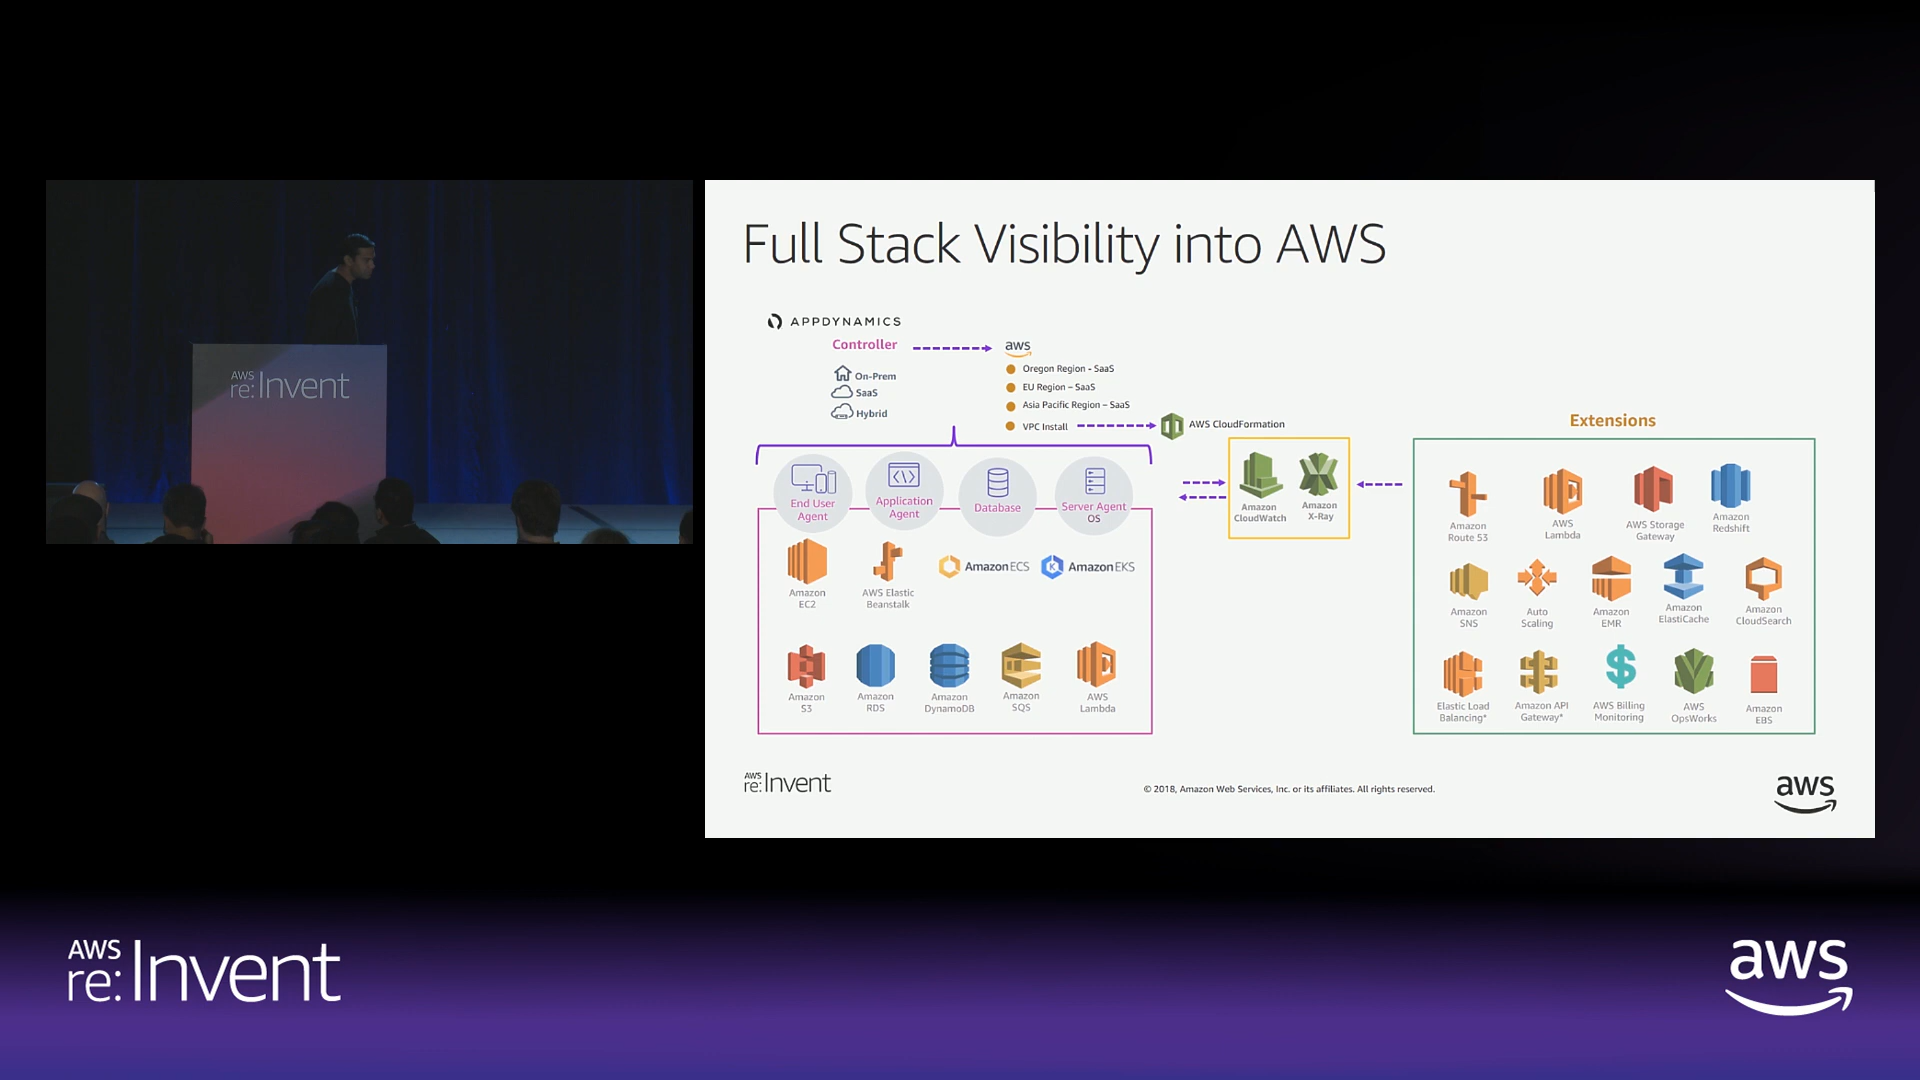 AWS
re:Invent
Full Stack Visibility into AWS
APPDYNAMICS
Controller
On-Prem
SaaS
Hybrid
aws
Oregon Region - SaaS
EU Region – SaaS
Asia Pacific Region – SaaS
VPC Install
AWS CloudFormation
End User
Agent
Application
Agent
Database
Server Agent
OS
Amazon
EC2
AWS Elastic
Beanstalk
Amazon ECS
Amazon EKS
Amazon
S3
Amazon
RDS
Amazon
DynamoDB
Amazon
SQS
AWS
Lambda
Amazon
CloudWatch
Amazon
X-Ray
Extensions
Amazon
Route 53
AWS
Lambda
AWS Storage
Gateway
Amazon
Redshift
Amazon
SNS
Auto
Scaling
Amazon
EMR
Amazon
ElastiCache
Amazon
CloudSearch
Elastic Load
Balancing*
Amazon API
Gateway*
AWS Billing
Monitoring
AWS
OpsWorks
Amazon
EBS
AWS
re:Invent
© 2018, Amazon Web Services, Inc. or its affiliates. All rights reserved.
aws
AWS
re:Invent
aws